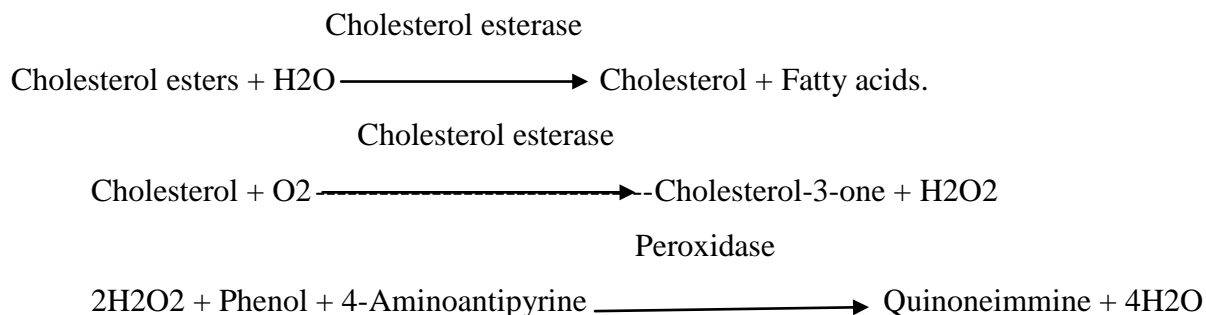 Cholesterol esterase
Cholesterol esters + H2O Cholesterol + Fatty acids.
Cholesterol esterase
Cholesterol + O2 Cholesterol-3-one + H2O2
Peroxidase
2H2O2 + Phenol + 4-Aminoantipyrine Quinoneimmine + 4H2O